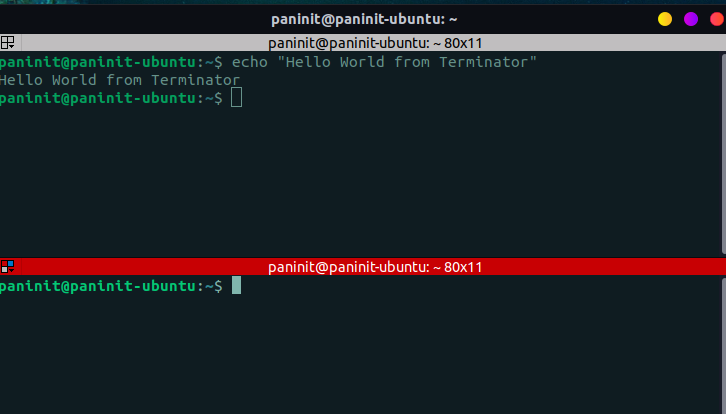 paninit@paninit-ubuntu: ~
paninit@paninit-ubuntu: ~ 80x11
paninit@paninit-ubuntu:~$ echo "Hello World from Terminator"
Hello World from Terminator
paninit@paninit-ubuntu:~$
paninit@paninit-ubuntu: ~ 80x11
paninit@paninit-ubuntu:~$